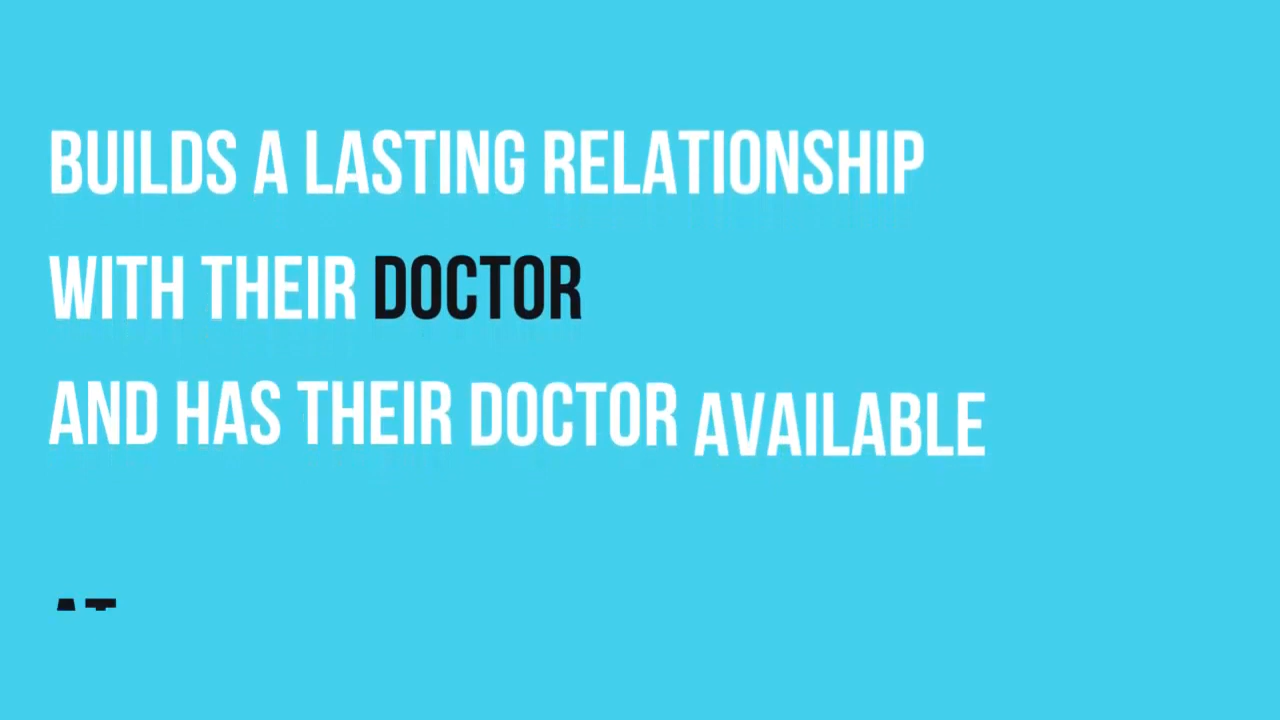 BUILDS A LASTING RELATIONSHIP
WITH THEIR DOCTOR
AND HAS THEIR DOCTOR AVAILABLE